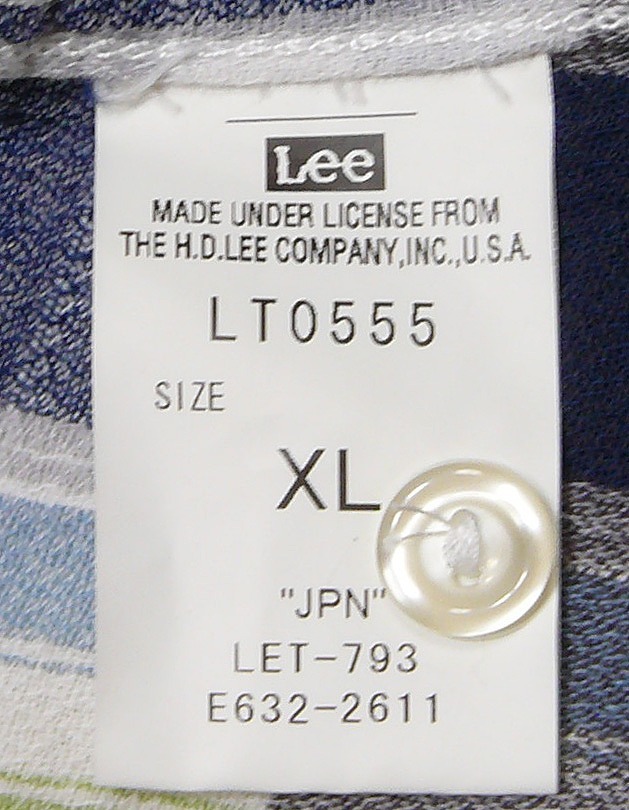 Lee
MADE UNDER LICENSE FROM
THE H.D.LEE COMPANY,INC.,U.S.A.
LT0555
SIZE
XL
"JPN"
LET-793
E632-2611